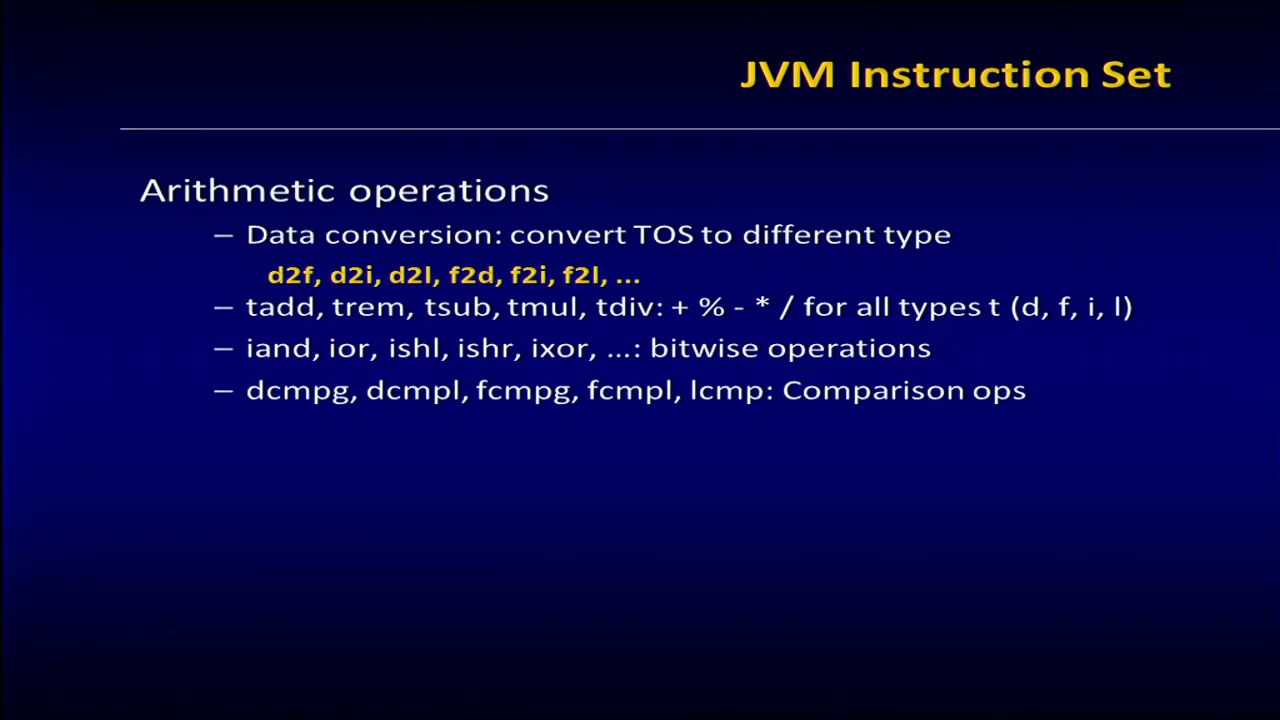 JVM Instruction Set
Arithmetic operations
– Data conversion: convert TOS to different type
d2f, d2i, d2l, f2d, f2i, f2l, ...
– tadd, trem, tsub, tmul, tdiv: + % - * / for all types t (d, f, i, l)
– iand, ior, ishl, ishr, ixor, ...: bitwise operations
– dcmpg, dcmpl, fcmpg, fcmpl, lcmp: Comparison ops